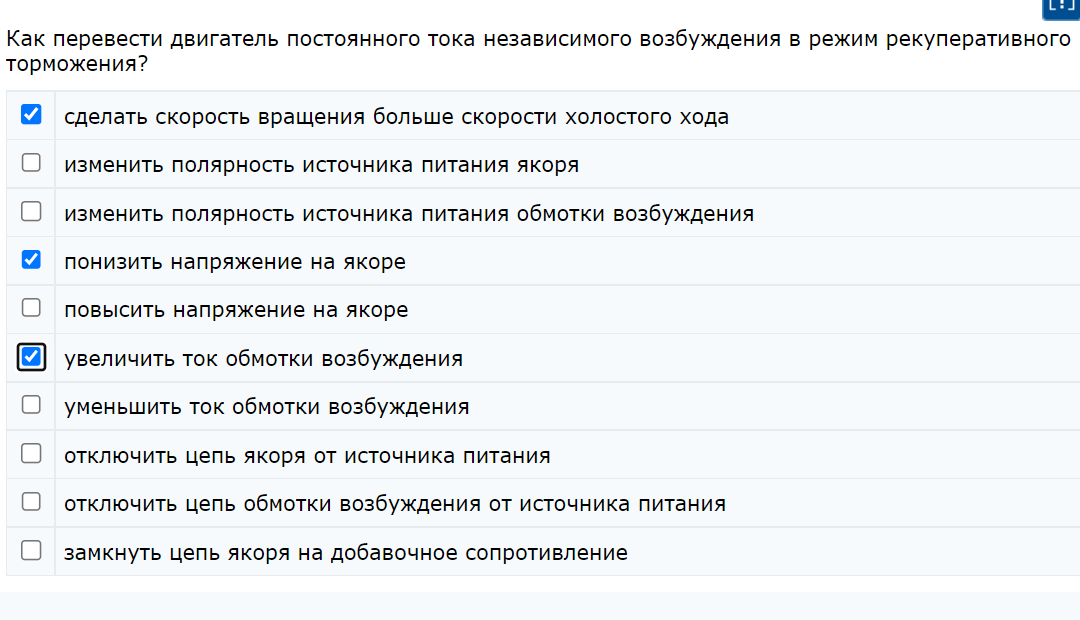 [!]
Как перевести двигатель постоянного тока независимого возбуждения в режим рекуперативного
торможения?
сделать скорость вращения больше скорости холостого хода
изменить полярность источника питания якоря
изменить полярность источника питания обмотки возбуждения
понизить напряжение на якоре
повысить напряжение на якоре
увеличить ток обмотки возбуждения
уменьшить ток обмотки возбуждения
отключить цепь якоря от источника питания
отключить цепь обмотки возбуждения от источника питания
замкнуть цепь якоря на добавочное сопротивление